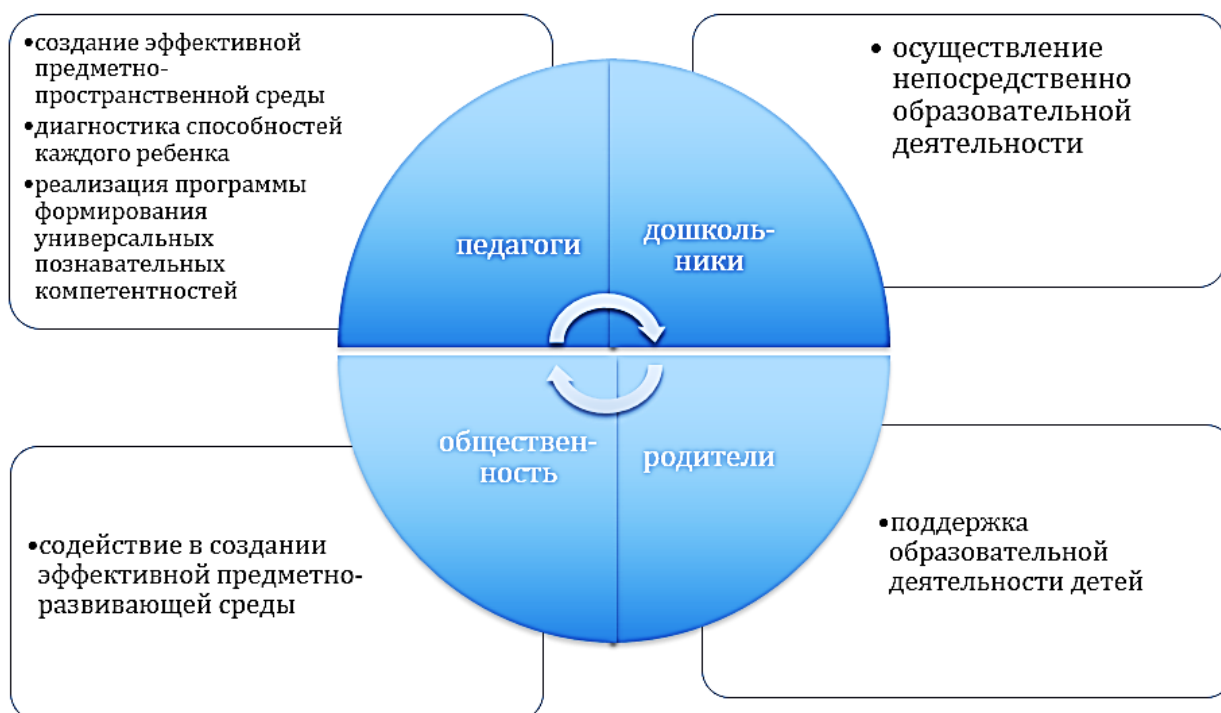 •создание эффективной
предметно-
пространственной среды
•диагностика способностей
каждого ребенка
•реализация программы
формирования
универсальных
познавательных
компетентностей
• осуществление
непосредственно
образовательной
деятельности
педагоги
дошколь-
ники
обществен-
ность
родители
•содействие в создании
эффективной предметно-
развивающей среды
•поддержка
образовательной
деятельности детей